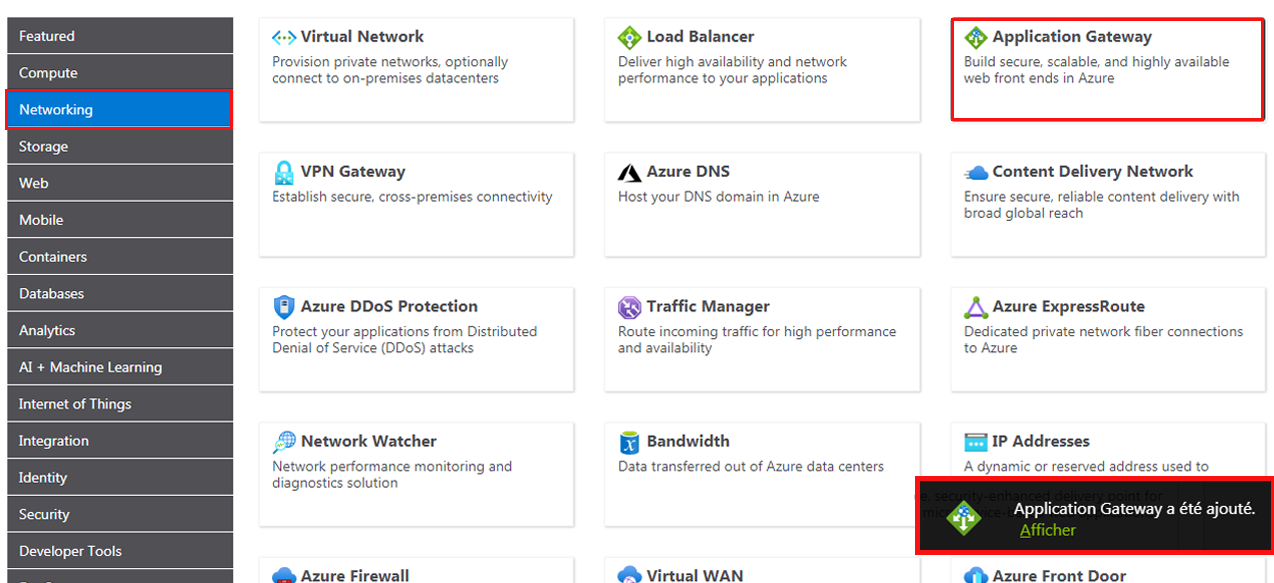 Featured
Compute
Networking
Storage
Web
Mobile
Containers
Databases
Analytics
AI + Machine Learning
Internet of Things
Integration
Identity
Security
Developer Tools
Virtual Network
Provision private networks, optionally
connect to on-premises datacenters
Load Balancer
Deliver high availability and network
performance to your applications
Application Gateway
Build secure, scalable, and highly available
web front ends in Azure
VPN Gateway
Establish secure, cross-premises connectivity
Azure DNS
Host your DNS domain in Azure
Content Delivery Network
Ensure secure, reliable content delivery with
broad global reach
Azure DDoS Protection
Protect your applications from Distributed
Denial of Service (DDoS) attacks
Traffic Manager
Route incoming traffic for high performance
and availability
Azure ExpressRoute
Dedicated private network fiber connections
to Azure
Network Watcher
Network performance monitoring and
diagnostics solution
Bandwidth
Data transferred out of Azure data centers
IP Addresses
A dynamic or reserved address used to
security-enhanced delivery point for
Application Gateway a été ajouté.
Afficher
Azure Firewall
Virtual WAN
Azure Front Door